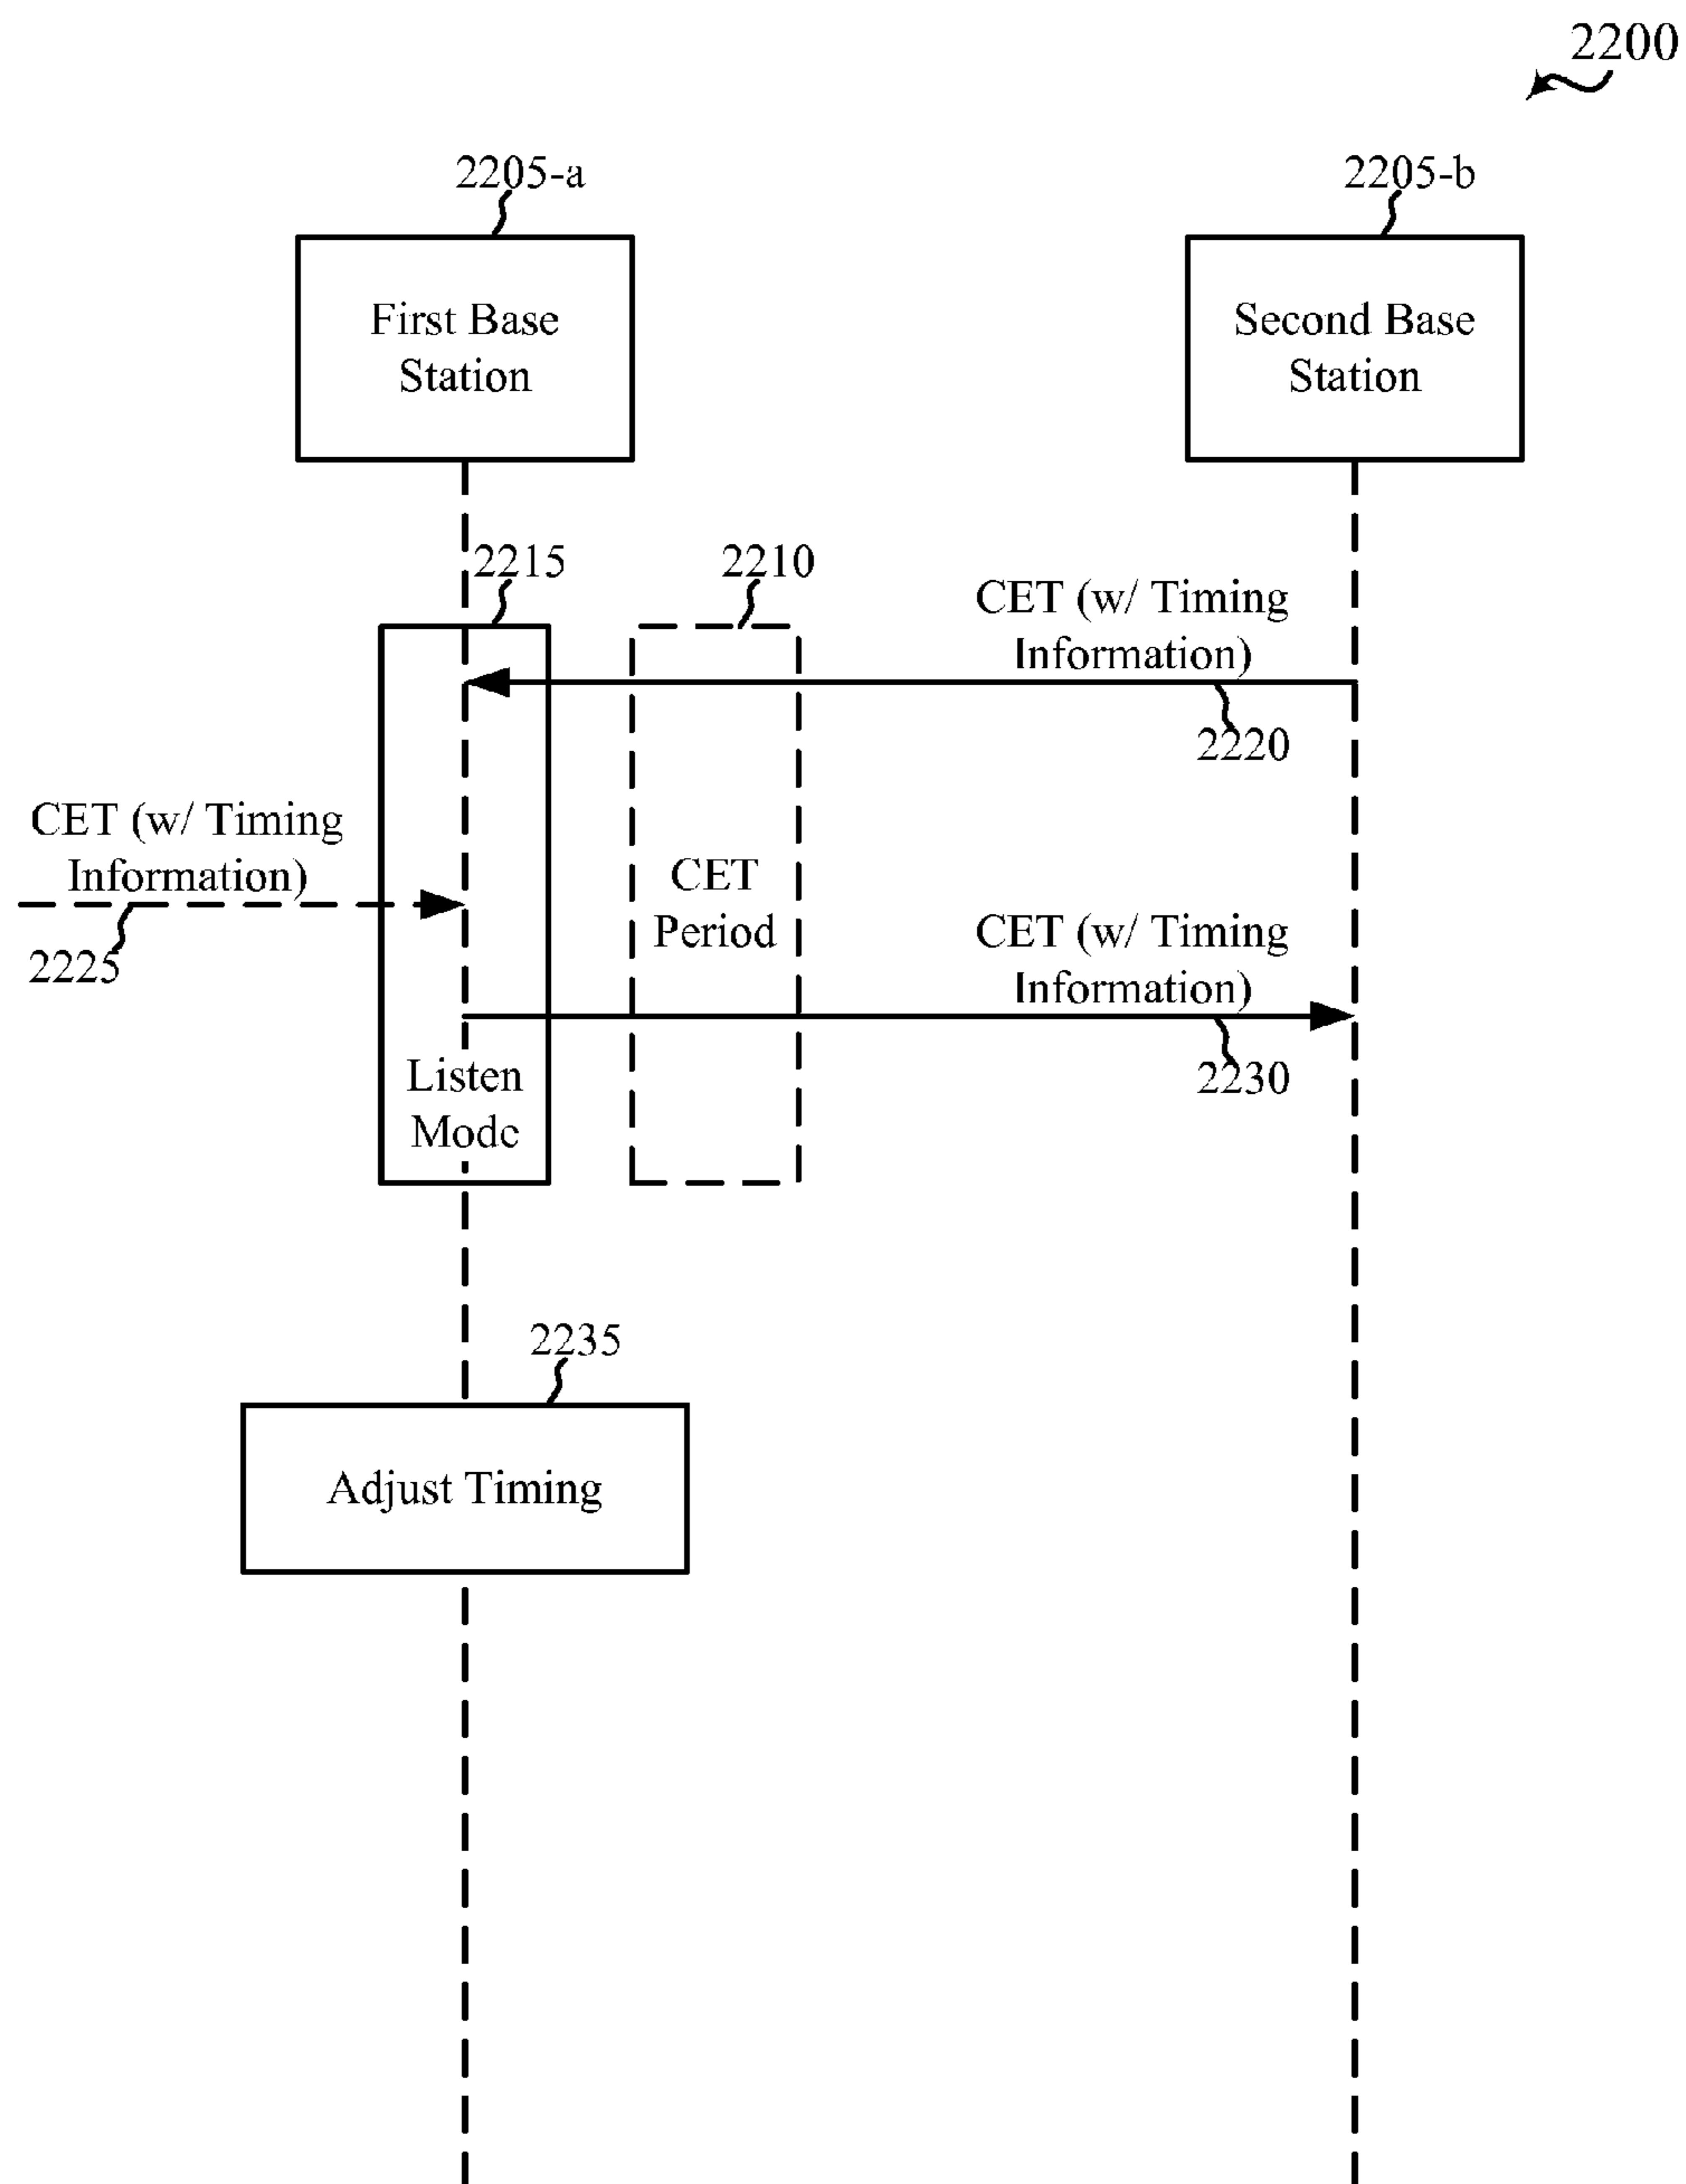 2200
2205-a
2205-b
First Base
Station
Second Base
Station
2215
2210
CET (w/ Timing
Information)
2220
CET (w/ Timing
Information)
2225
CET
Period
CET (w/ Timing
Information)
2230
Listen
Mode
2235
Adjust Timing